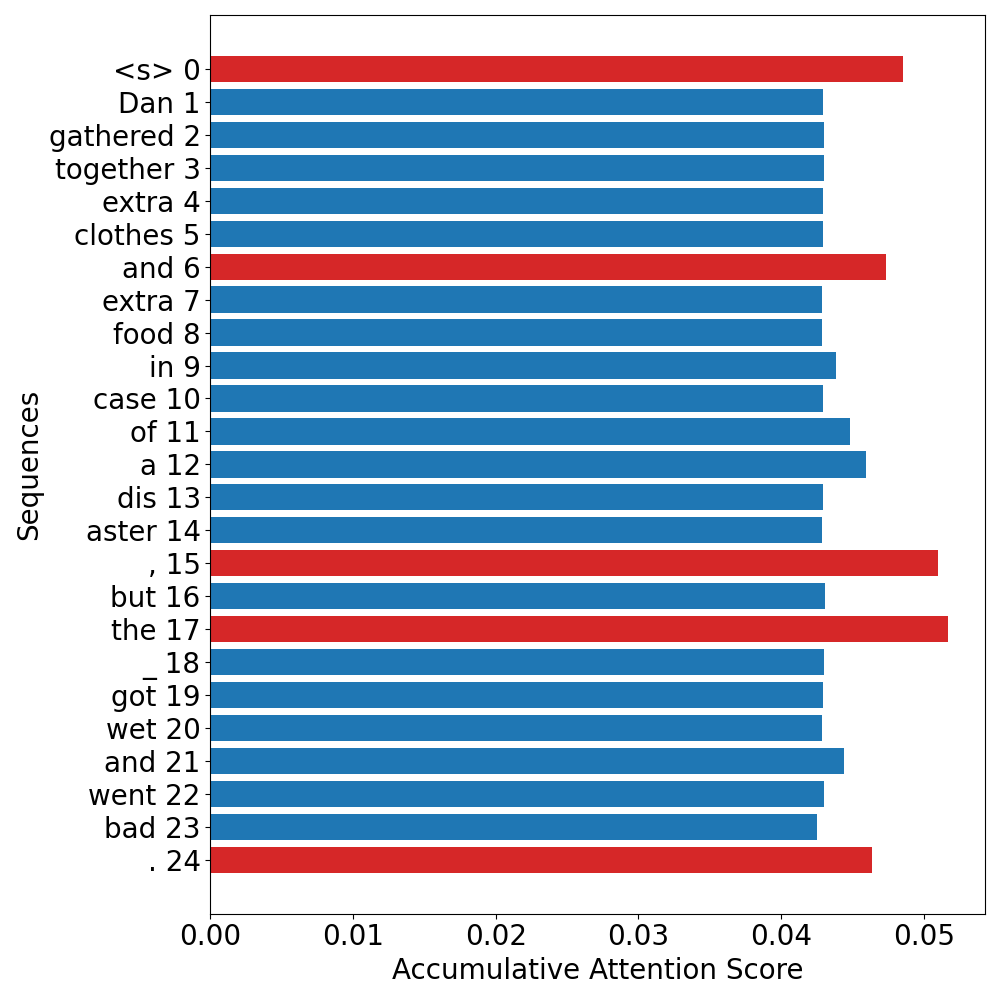 <s> 0
Dan 1
gathered 2
together 3
extra 4
clothes 5
and 6
extra 7
food 8
in 9
case 10
of 11
a 12
dis 13
aster 14
, 15
but 16
the 17
_ 18
got 19
wet 20
and 21
went 22
bad 23
. 24
Sequences
0.00 0.01 0.02 0.03 0.04 0.05
Accumulative Attention Score